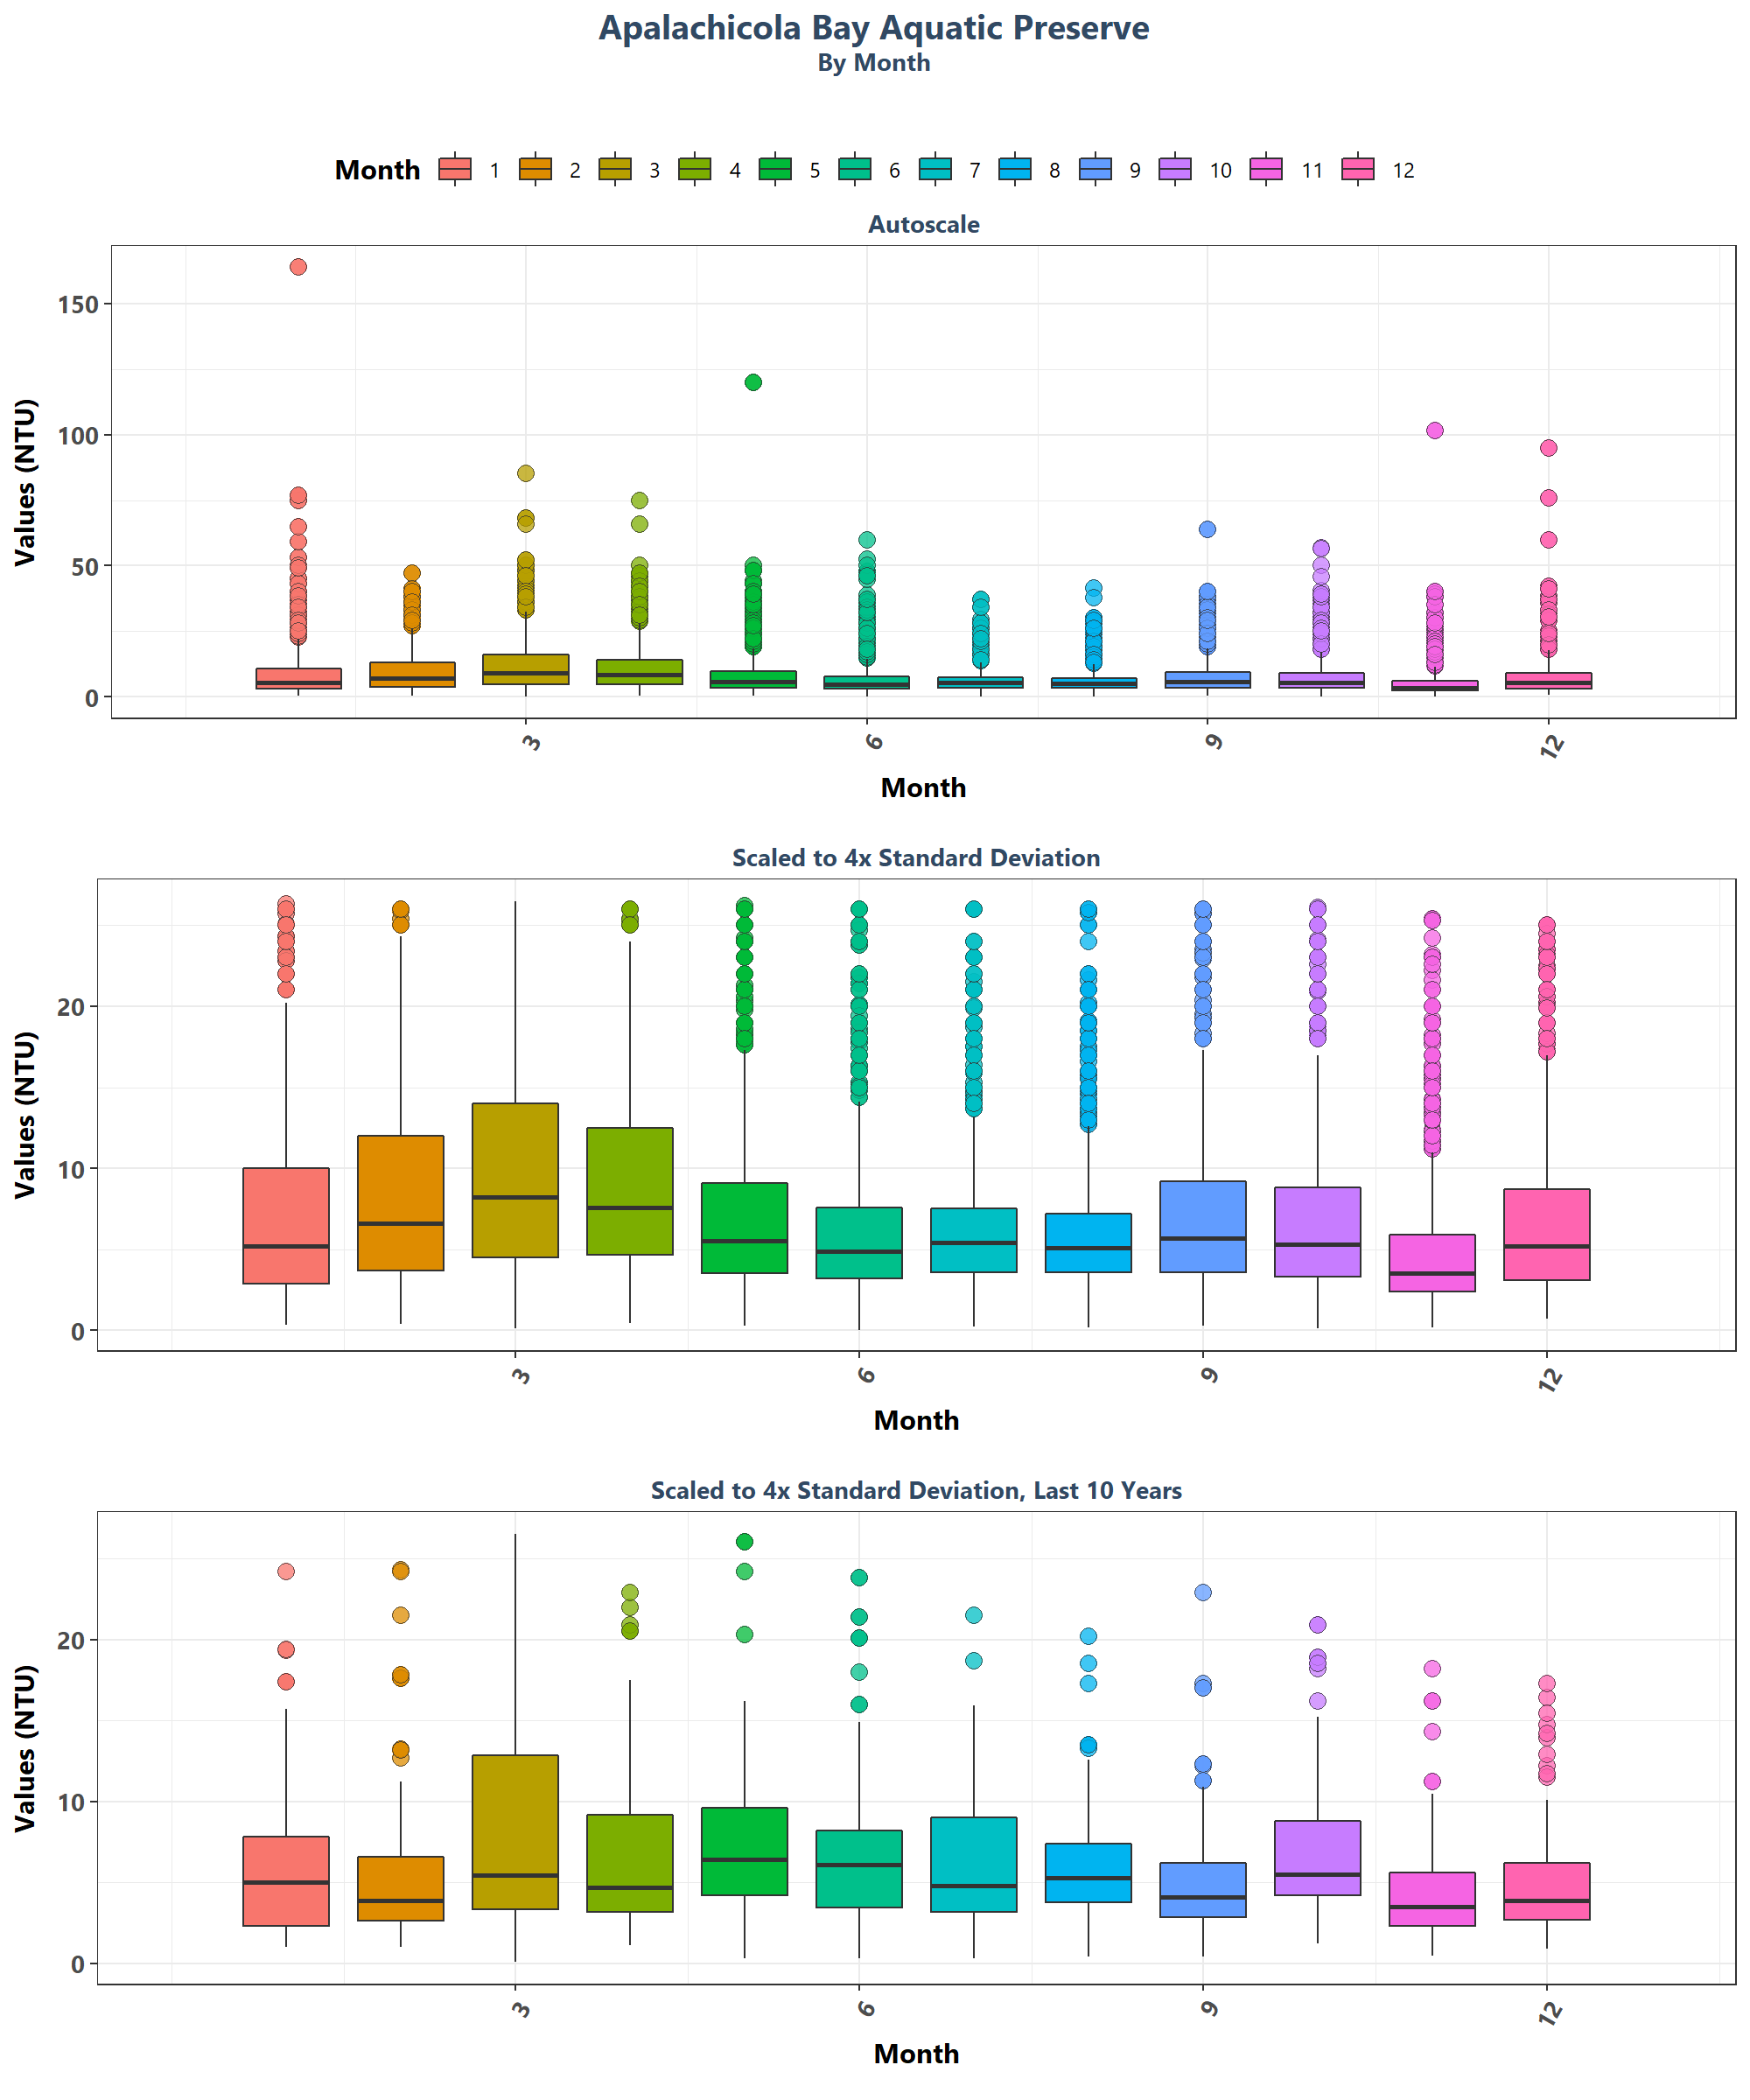 Apalachicola Bay Aquatic Preserve
By Month
Month 1 2 3 4 5 6 7 8 9 10 11 12
Autoscale
Values (NTU)
150
100
50
0
3 6 9 12
Month
Scaled to 4x Standard Deviation
Values (NTU)
20
10
0
3 6 9 12
Month
Scaled to 4x Standard Deviation, Last 10 Years
Values (NTU)
20
10
0
3 6 9 12
Month